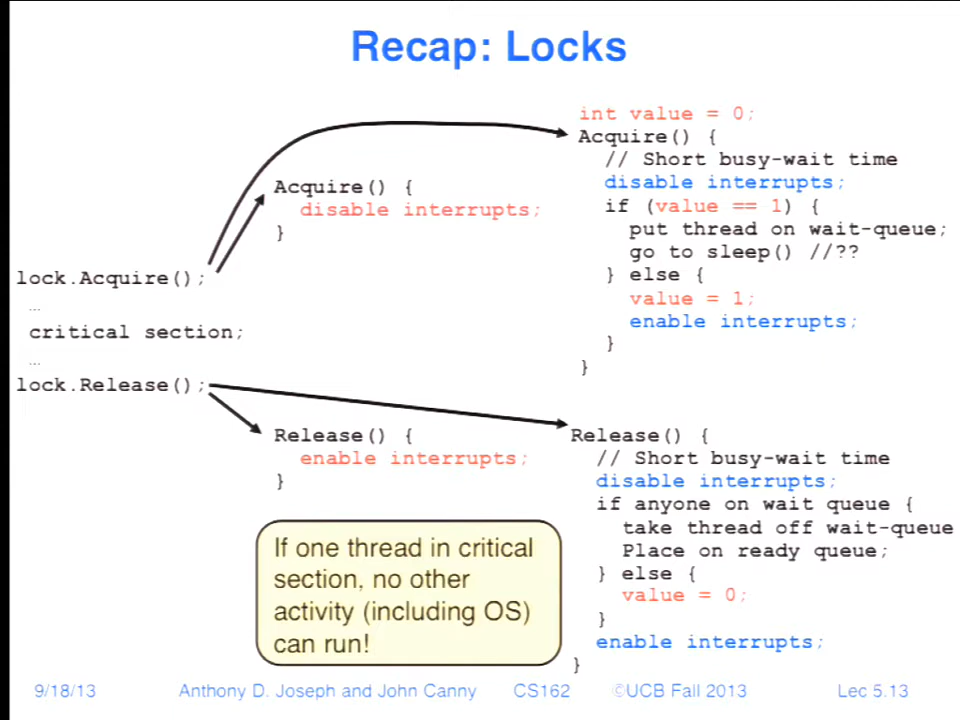 Recap: Locks
lock.Acquire();
...
critical section;
...
lock.Release();
Acquire() {
disable interrupts;
}
Release() {
enable interrupts;
}
If one thread in critical
section, no other
activity (including OS)
can run!
int value = 0;
Acquire() {
// Short busy-wait time
disable interrupts;
if (value == 1) {
put thread on wait-queue;
go to sleep() //??
} else {
value = 1;
enable interrupts;
}
}
Release() {
// Short busy-wait time
disable interrupts;
if anyone on wait queue {
take thread off wait-queue
Place on ready queue;
} else {
value = 0;
}
enable interrupts;
}
9/18/13 Anthony D. Joseph and John Canny CS162 ©UCB Fall 2013 Lec 5.13